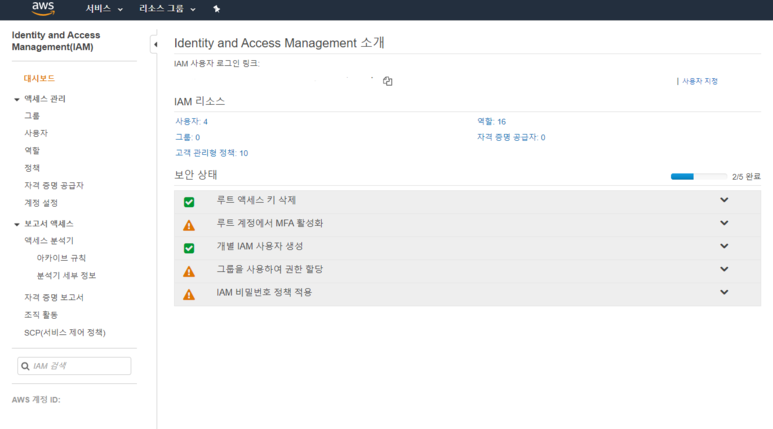 aws
서비스
리소스 그룹
Identity and Access
Management(IAM)
대시보드
액세스 관리
그룹
사용자
역할
정책
자격 증명 공급자
계정 설정
보고서 액세스
액세스 분석기
아카이브 규칙
분석기 세부 정보
자격 증명 보고서
조직 활동
SCP(서비스 제어 정책)
IAM 검색
AWS 계정 ID:
Identity and Access Management 소개
IAM 사용자 로그인 링크:
사용자 지정
IAM 리소스
사용자: 4
역할: 16
그룹: 0
자격 증명 공급자: 0
고객 관리형 정책: 10
보안 상태
2/5 완료
루트 액세스 키 삭제
루트 계정에서 MFA 활성화
개별 IAM 사용자 생성
그룹을 사용하여 권한 할당
IAM 비밀번호 정책 적용